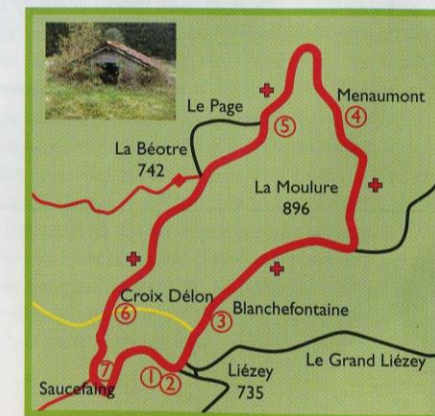 Le Page
Menaumont
④
⑤
La Béotre
742
La Moulure
896
Croix Délon
⑥
Blanchefontaine
③
⑦
① ②
Le Grand Liézey
Liézey
735
Saucefaing